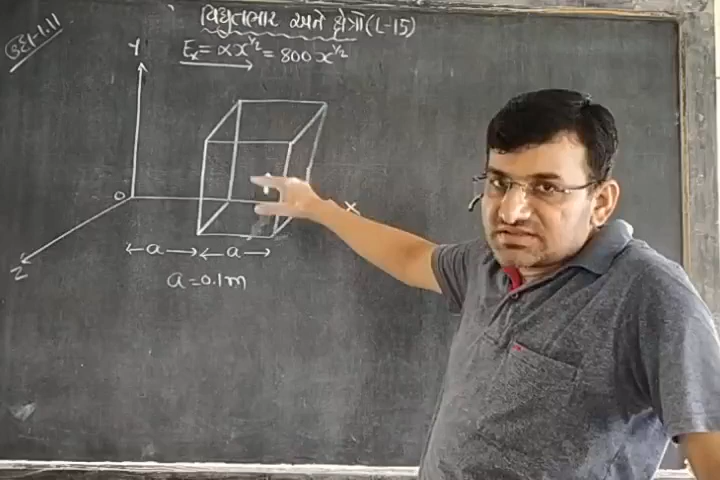 વિદ્યુતભાર અને ક્ષેત્રો (L-15)
ઉદા-1.11
Eₓ = αx^1/2 = 800x^1/2
Y
O
X
Z
←a→ ←a→
a = 0.1m